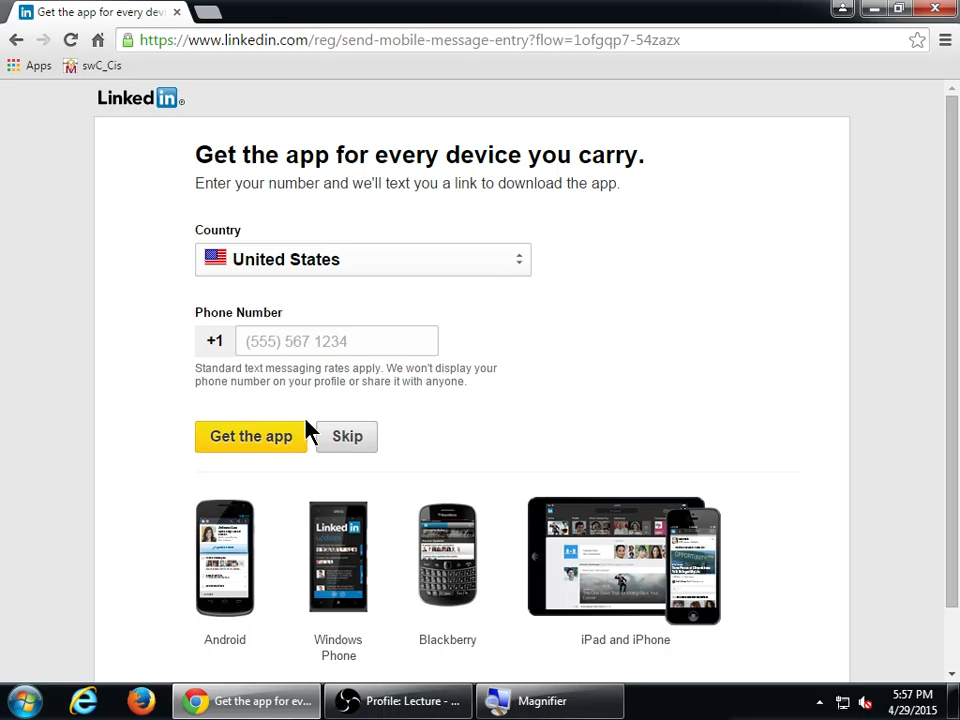 Get the app for every devi
https://www.linkedin.com/reg/send-mobile-message-entry?flow=1ofgqp7-54zazx
Apps
swC_Cis
Linked in
Get the app for every device you carry.
Enter your number and we'll text you a link to download the app.
Country
United States
Phone Number
+1
(555) 567 1234
Standard text messaging rates apply. We won't display your
phone number on your profile or share it with anyone.
Get the app
Skip
Android
Windows
Phone
Blackberry
iPad and iPhone
Get the app for ev...
Profile: Lecture - ...
Magnifier
5:57 PM
4/29/2015